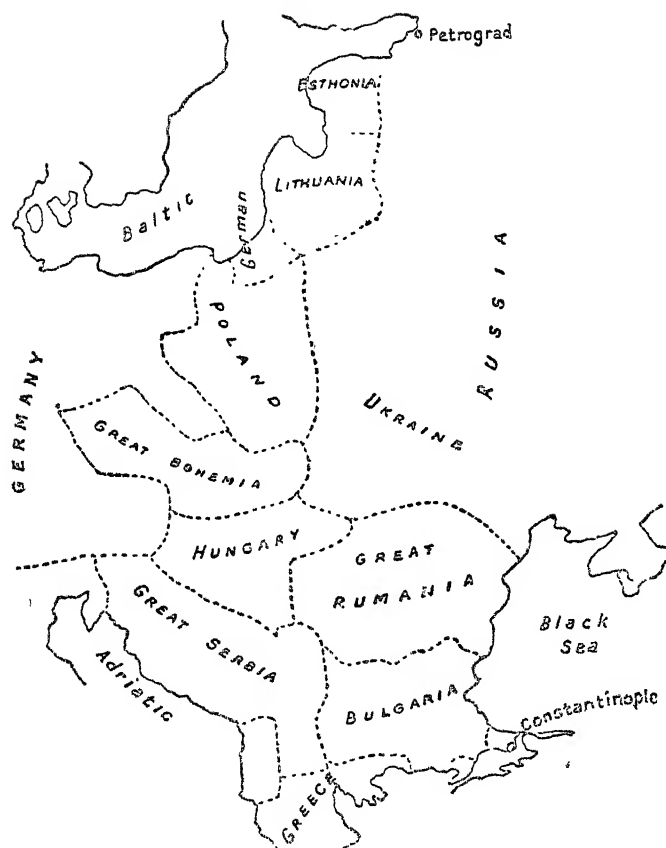 Petrograd
ESTHONIA
LITHUANIA
Baltic
German
POLAND
RUSSIA
GERMANY
UKRAINE
GREAT BOHEMIA
HUNGARY
GREAT
RUMANIA
GREAT SERBIA
Black
Sea
Adriatic
BULGARIA
Constantinople
GREECE